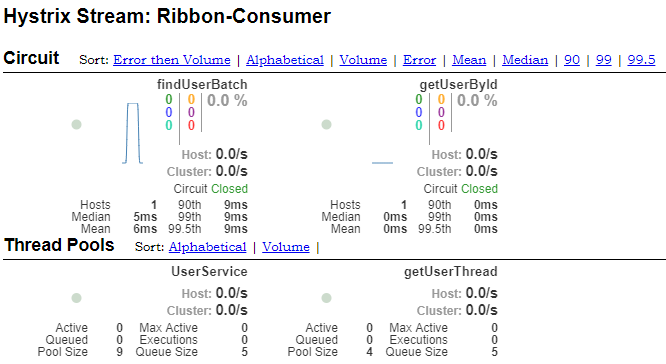 Hystrix Stream: Ribbon-Consumer
Circuit Sort: Error then Volume | Alphabetical | Volume | Error | Mean | Median | 90 | 99 | 99.5
findUserBatch getUserById
0 0 0.0 % 0 0 0.0 %
0 0 0 0
0 0 0 0
Host: 0.0/s Host: 0.0/s
Cluster: 0.0/s Cluster: 0.0/s
Circuit Closed Circuit Closed
Hosts 1 90th 9ms Hosts 1 90th 0ms
Median 5ms 99th 9ms Median 0ms 99th 0ms
Mean 6ms 99.5th 9ms Mean 0ms 99.5th 0ms
Thread Pools Sort: Alphabetical | Volume |
UserService getUserThread
Host: 0.0/s Host: 0.0/s
Cluster: 0.0/s Cluster: 0.0/s
Active 0 Max Active 0 Active 0 Max Active 0
Queued 0 Executions 0 Queued 0 Executions 0
Pool Size 9 Queue Size 5 Pool Size 4 Queue Size 5